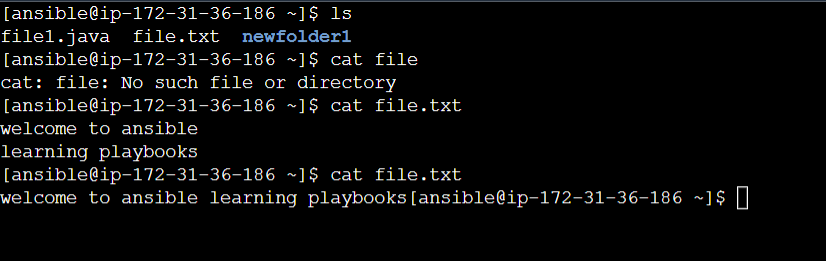 [ansible@ip-172-31-36-186 ~]$ ls
file1.java  file.txt  newfolder1
[ansible@ip-172-31-36-186 ~]$ cat file
cat: file: No such file or directory
[ansible@ip-172-31-36-186 ~]$ cat file.txt
welcome to ansible
learning playbooks
[ansible@ip-172-31-36-186 ~]$ cat file.txt
welcome to ansible learning playbooks[ansible@ip-172-31-36-186 ~]$